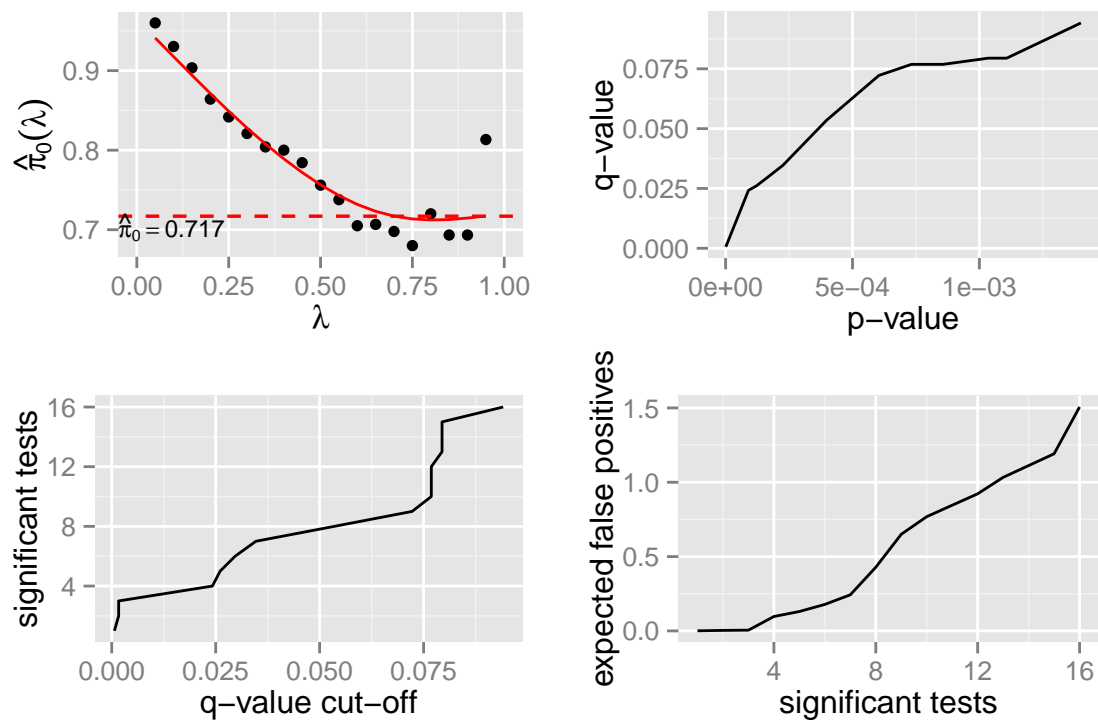 0.9
0.8
0.7
π̂₀(λ)
π̂₀ = 0.717
0.00 0.25 0.50 0.75 1.00
λ
0.075
0.050
0.025
0.000
q−value
0e+00 5e−04 1e−03
p−value
16
12
8
4
significant tests
0.000 0.025 0.050 0.075
q−value cut−off
1.5
1.0
0.5
0.0
expected false positives
4 8 12 16
significant tests